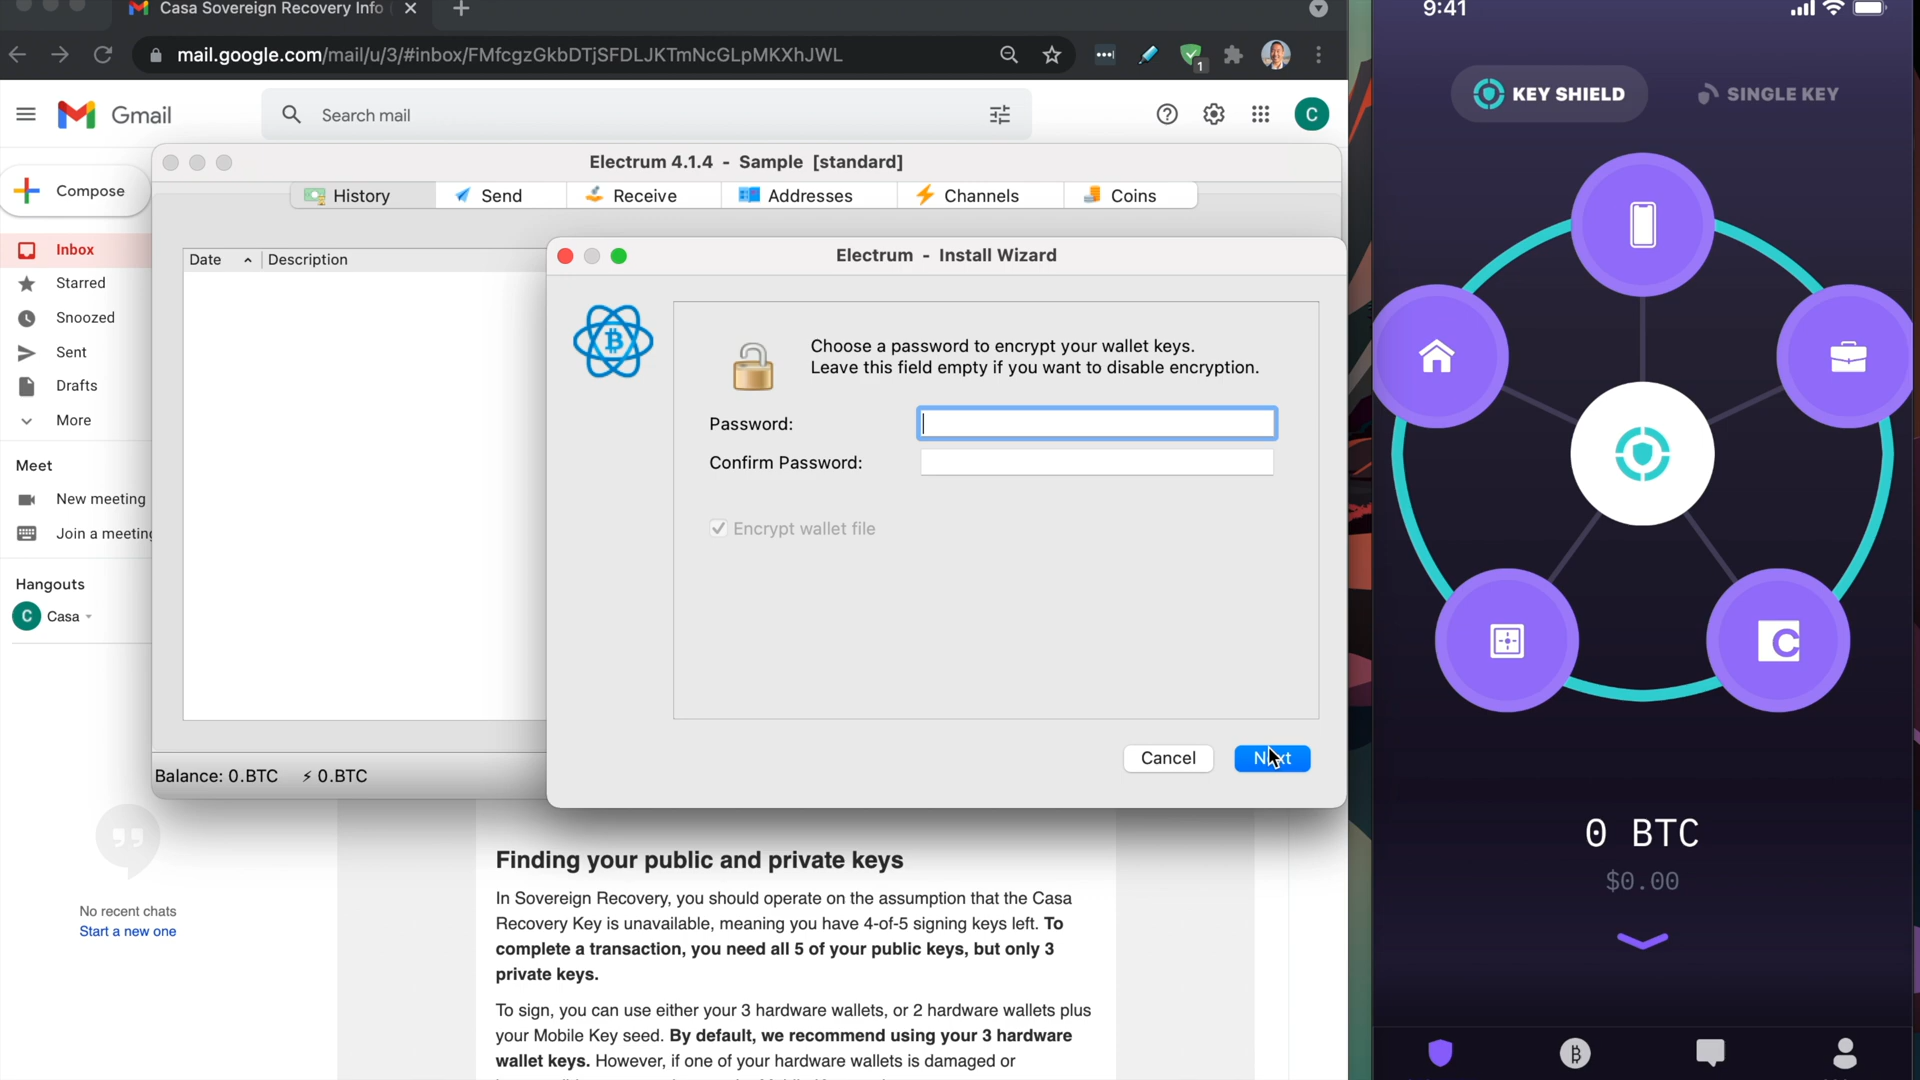 Casa Sovereign Recovery Info
mail.google.com/mail/u/3/#inbox/FMfcgzGkbDTjSFDLJKTmNcGLpMKXhJWL
1
Gmail
Search mail
C
Compose
Inbox
Starred
Snoozed
Sent
Drafts
More
Meet
New meeting
Join a meeting
Hangouts
C Casa
No recent chats
Start a new one
Electrum 4.1.4 - Sample [standard]
History
Send
Receive
Addresses
Channels
Coins
Date
Description
Balance: 0.BTC ⚡ 0.BTC
Electrum - Install Wizard
Choose a password to encrypt your wallet keys.
Leave this field empty if you want to disable encryption.
Password:
Confirm Password:
Encrypt wallet file
Cancel
Next
Finding your public and private keys
In Sovereign Recovery, you should operate on the assumption that the Casa
Recovery Key is unavailable, meaning you have 4-of-5 signing keys left. To
complete a transaction, you need all 5 of your public keys, but only 3
private keys.
To sign, you can use either your 3 hardware wallets, or 2 hardware wallets plus
your Mobile Key seed. By default, we recommend using your 3 hardware
wallet keys. However, if one of your hardware wallets is damaged or
9:41
KEY SHIELD
SINGLE KEY
C
0 BTC
$0.00